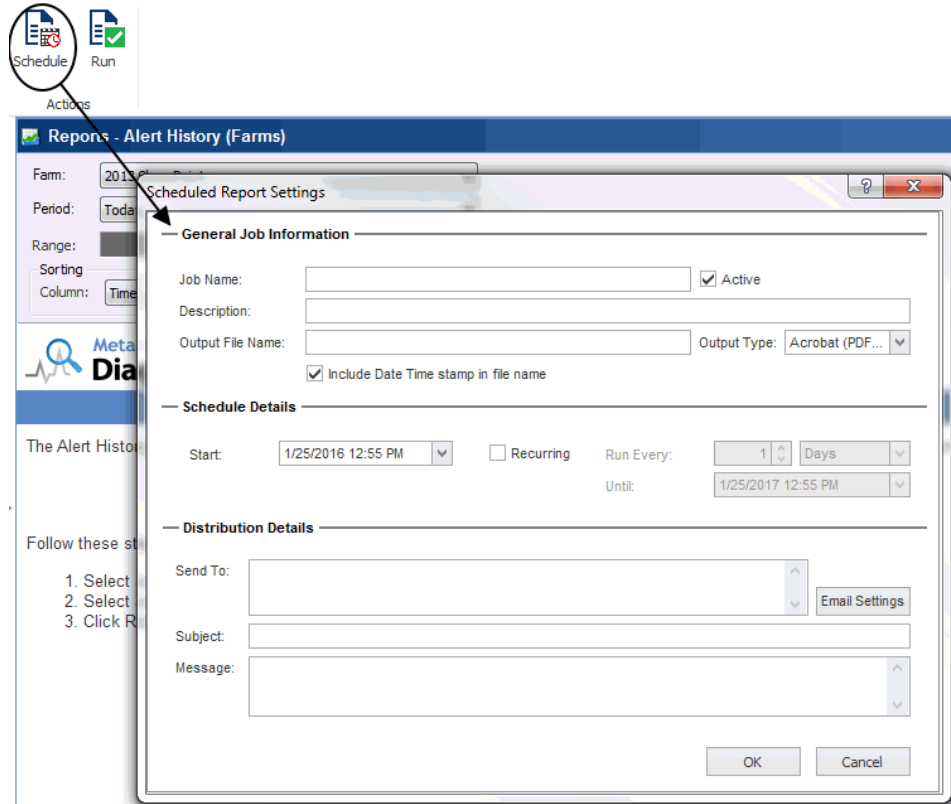 Schedule Run
Actions
Reports - Alert History (Farms)
Farm:
Period:
Range:
Sorting
Column: Time
Meta
Dia
The Alert Histo
Follow these st
1. Select
2. Select
3. Click R
Scheduled Report Settings
General Job Information
Job Name: Active
Description:
Output File Name: Output Type: Acrobat (PDF...
Include Date Time stamp in file name
Schedule Details
Start: 1/25/2016 12:55 PM Recurring Run Every: 1 Days
Until: 1/25/2017 12:55 PM
Distribution Details
Send To:
Email Settings
Subject:
Message:
OK Cancel